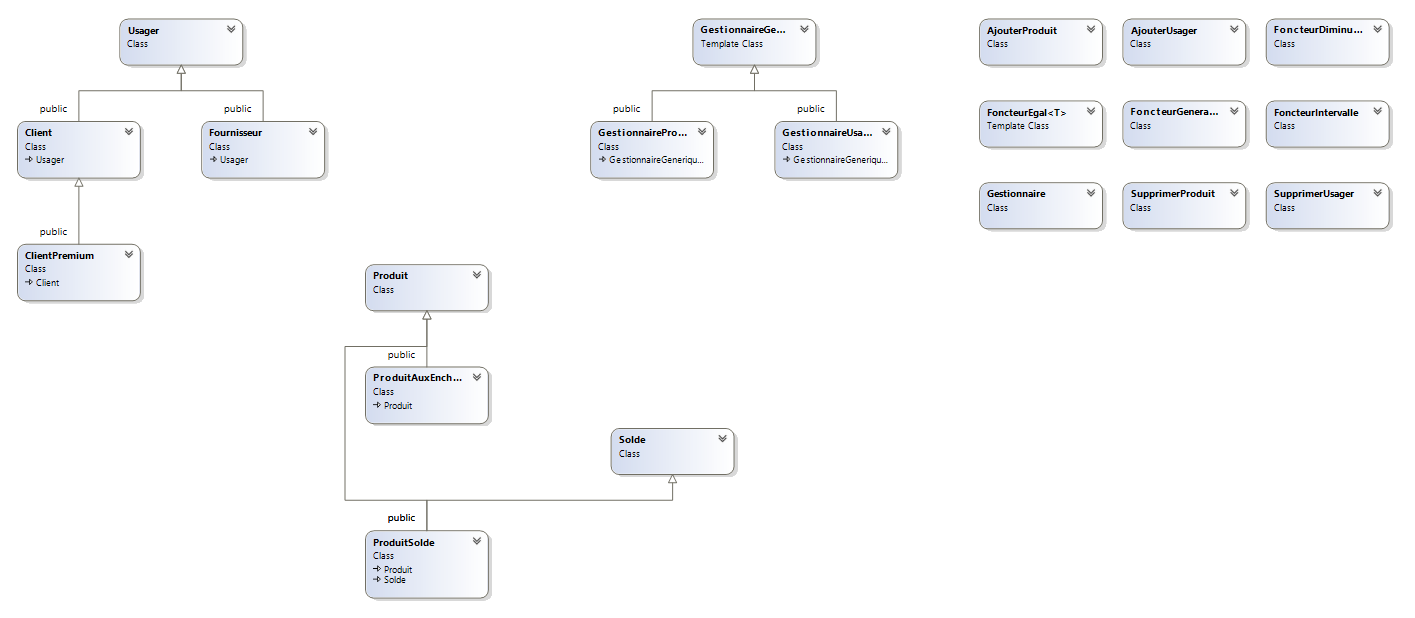 Usager
Class
public
public
Client
Class
Usager
Fournisseur
Class
Usager
public
ClientPremium
Class
Client
GestionnaireGe...
Template Class
public
public
GestionnairePro...
Class
GestionnaireGeneriqu...
GestionnaireUsa...
Class
GestionnaireGeneriqu...
Produit
Class
public
ProduitAuxEnch...
Class
Produit
Solde
Class
public
ProduitSolde
Class
Produit
Solde
AjouterProduit
Class
AjouterUsager
Class
FoncteurDiminu...
Class
FoncteurEgal<T>
Template Class
FoncteurGenera...
Class
FoncteurIntervalle
Class
Gestionnaire
Class
SupprimerProduit
Class
SupprimerUsager
Class